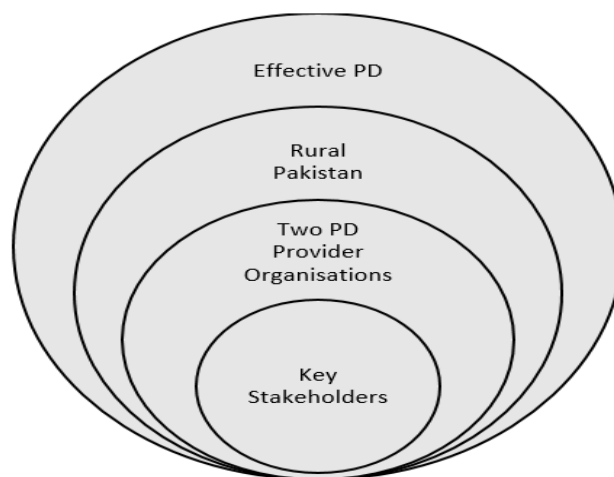 Effective PD
Rural
Pakistan
Two PD
Provider
Organisations
Key
Stakeholders